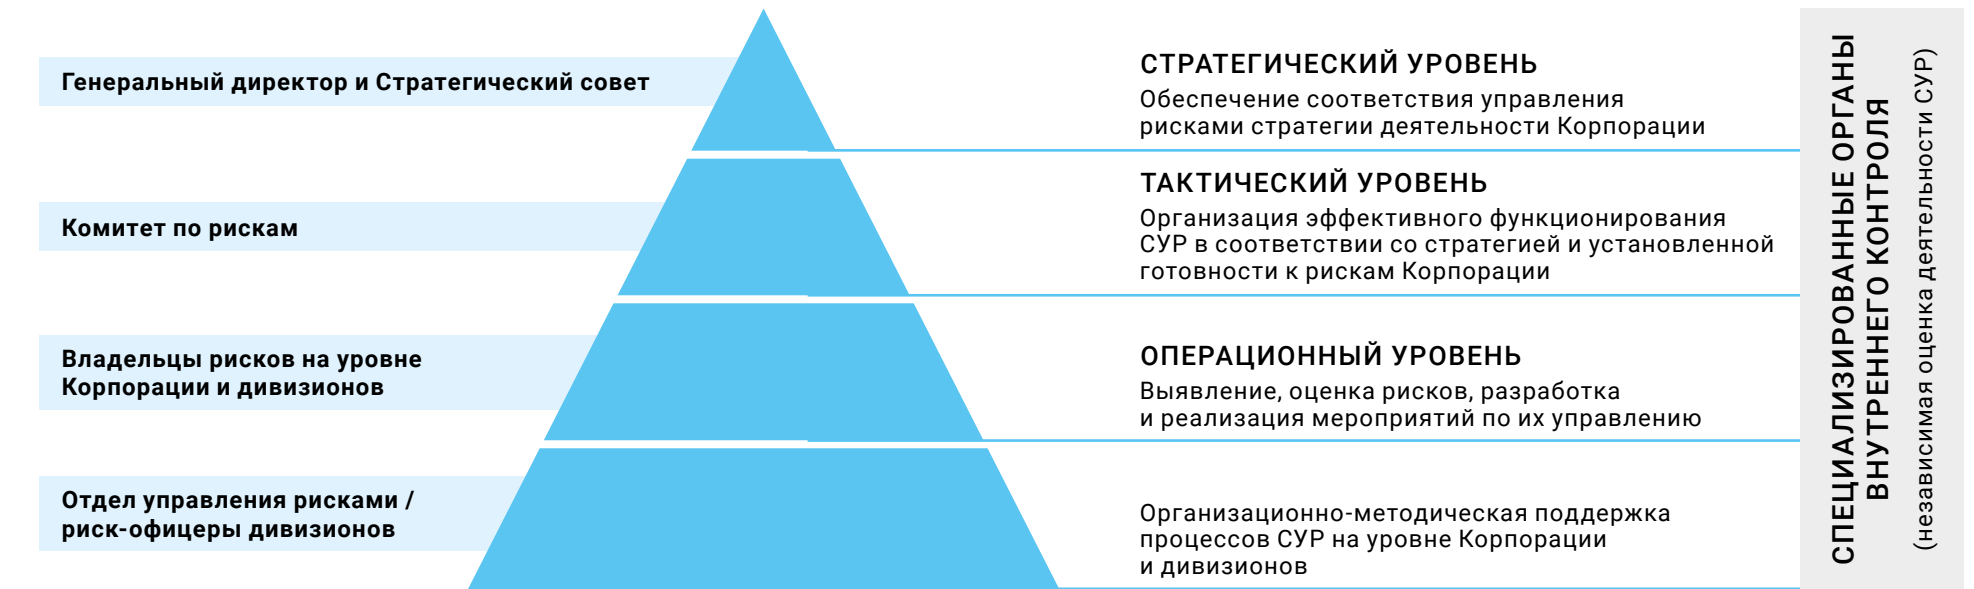 Генеральный директор и Стратегический совет
СТРАТЕГИЧЕСКИЙ УРОВЕНЬ
Обеспечение соответствия управления
рисками стратегии деятельности Корпорации
Комитет по рискам
ТАКТИЧЕСКИЙ УРОВЕНЬ
Организация эффективного функционирования
СУР в соответствии со стратегией и установленной
готовности к рискам Корпорации
Владельцы рисков на уровне
Корпорации и дивизионов
ОПЕРАЦИОННЫЙ УРОВЕНЬ
Выявление, оценка рисков, разработка
и реализация мероприятий по их управлению
Отдел управления рисками /
риск-офицеры дивизионов
Организационно-методическая поддержка
процессов СУР на уровне Корпорации
и дивизионов
СПЕЦИАЛИЗИРОВАННЫЕ ОРГАНЫ
ВНУТРЕННЕГО КОНТРОЛЯ
(независимая оценка деятельности СУР)